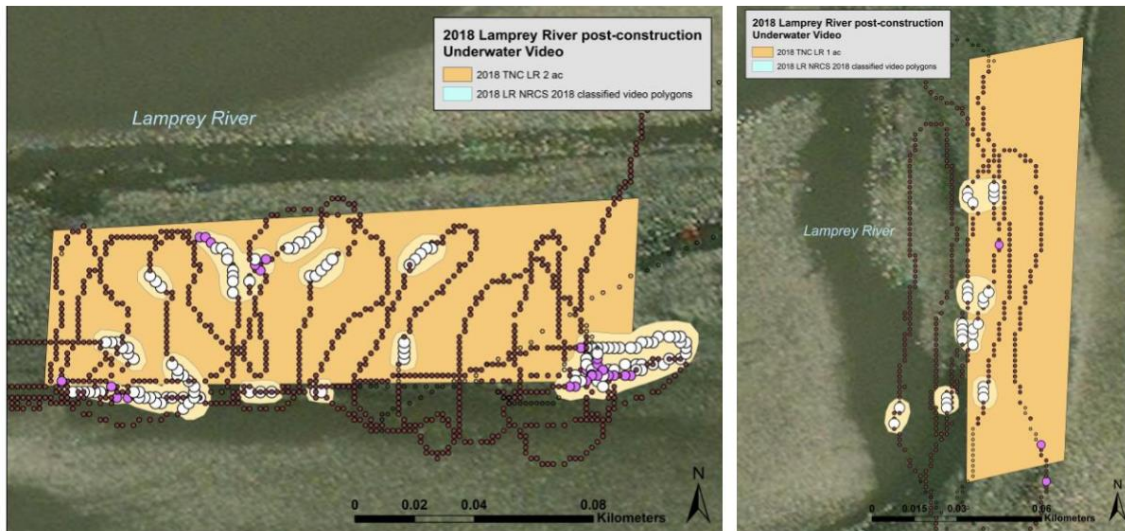 2018 Lamprey River post-construction
Underwater Video
2018 TNC LR 2 ac
2018 LR NRCS 2018 classified video polygons
Lamprey River
N
0 0.02 0.04 0.08
Kilometers
2018 Lamprey River post-construction
Underwater Video
2018 TNC LR 1 ac
2018 LR NRCS 2018 classified video polygons
Lamprey River
N
0 0.015 0.03 0.06
Kilometers